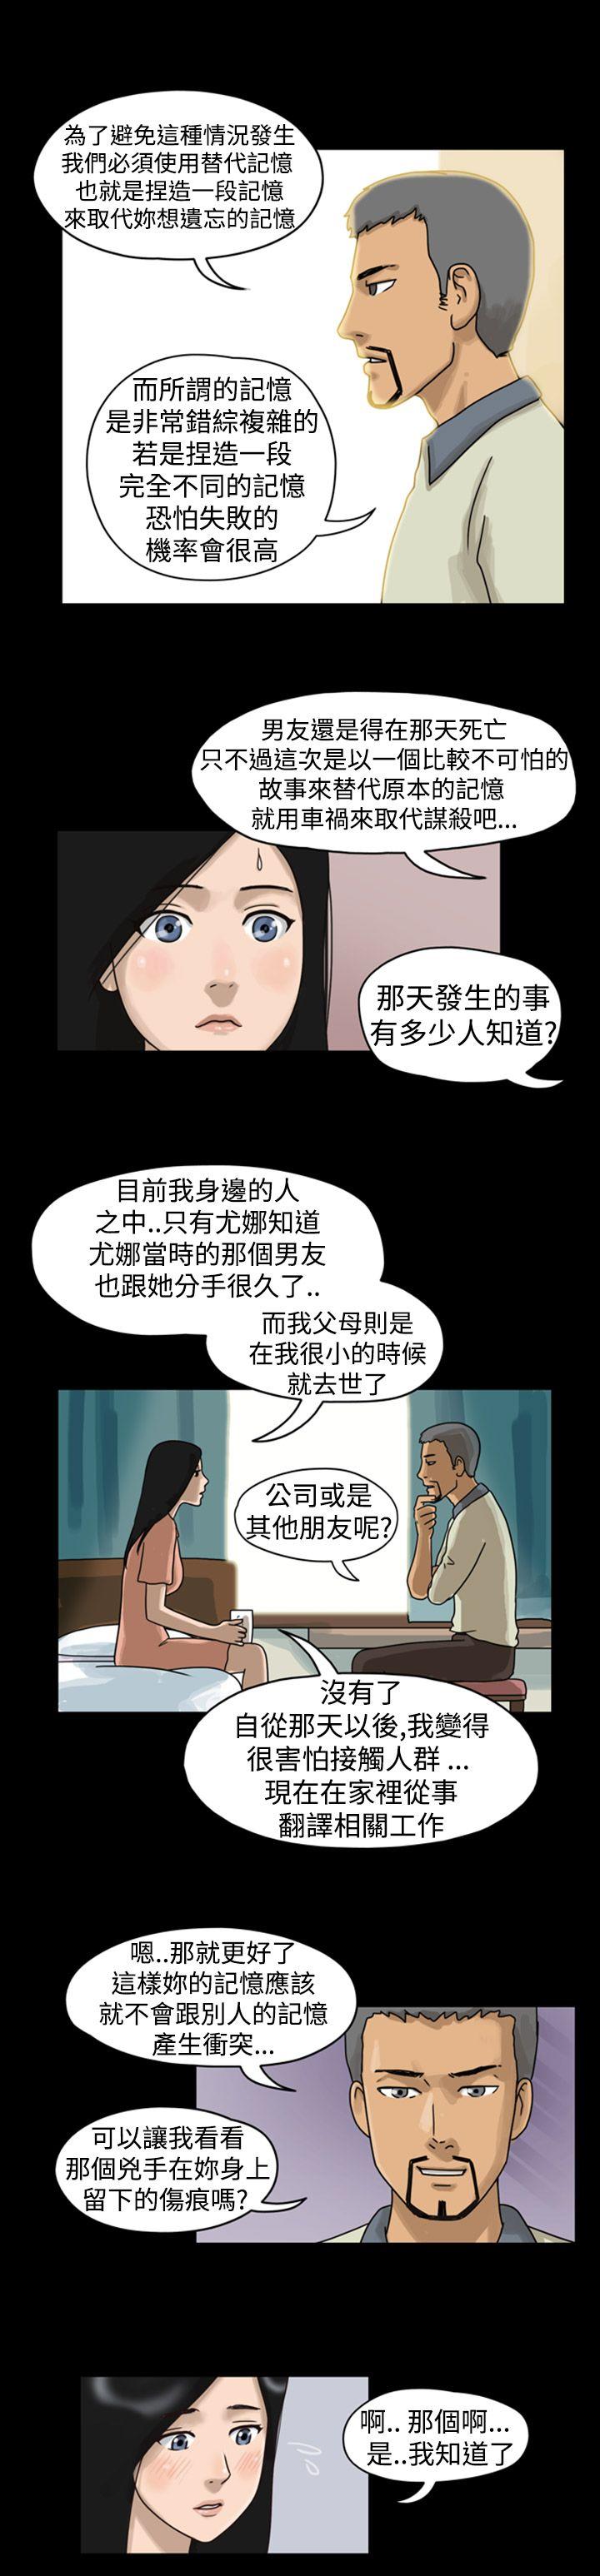 為了避免這種情況發生
我們必須使用替代記憶
也就是捏造一段記憶
來取代妳想遺忘的記憶
而所謂的記憶
是非常錯綜複雜的
若是捏造一段
完全不同的記憶
恐怕失敗的
機率會很高
男友還是得在那天死亡
只不過這次是以一個比較不可怕的
故事來替代原本的記憶
就用車禍來取代謀殺吧...
那天發生的事
有多少人知道?
目前我身邊的人
之中..只有尤娜知道
尤娜當時的那個男友
也跟她分手很久了..
而我父母則是
在我很小的時候
就去世了
公司或是
其他朋友呢?
沒有了
自從那天以後,我變得
很害怕接觸人群 ...
現在在家裡從事
翻譯相關工作
嗯..那就更好了
這樣妳的記憶應該
就不會跟別人的記憶
產生衝突...
可以讓我看看
那個兇手在妳身上
留下的傷痕嗎?
啊.. 那個啊...
是..我知道了